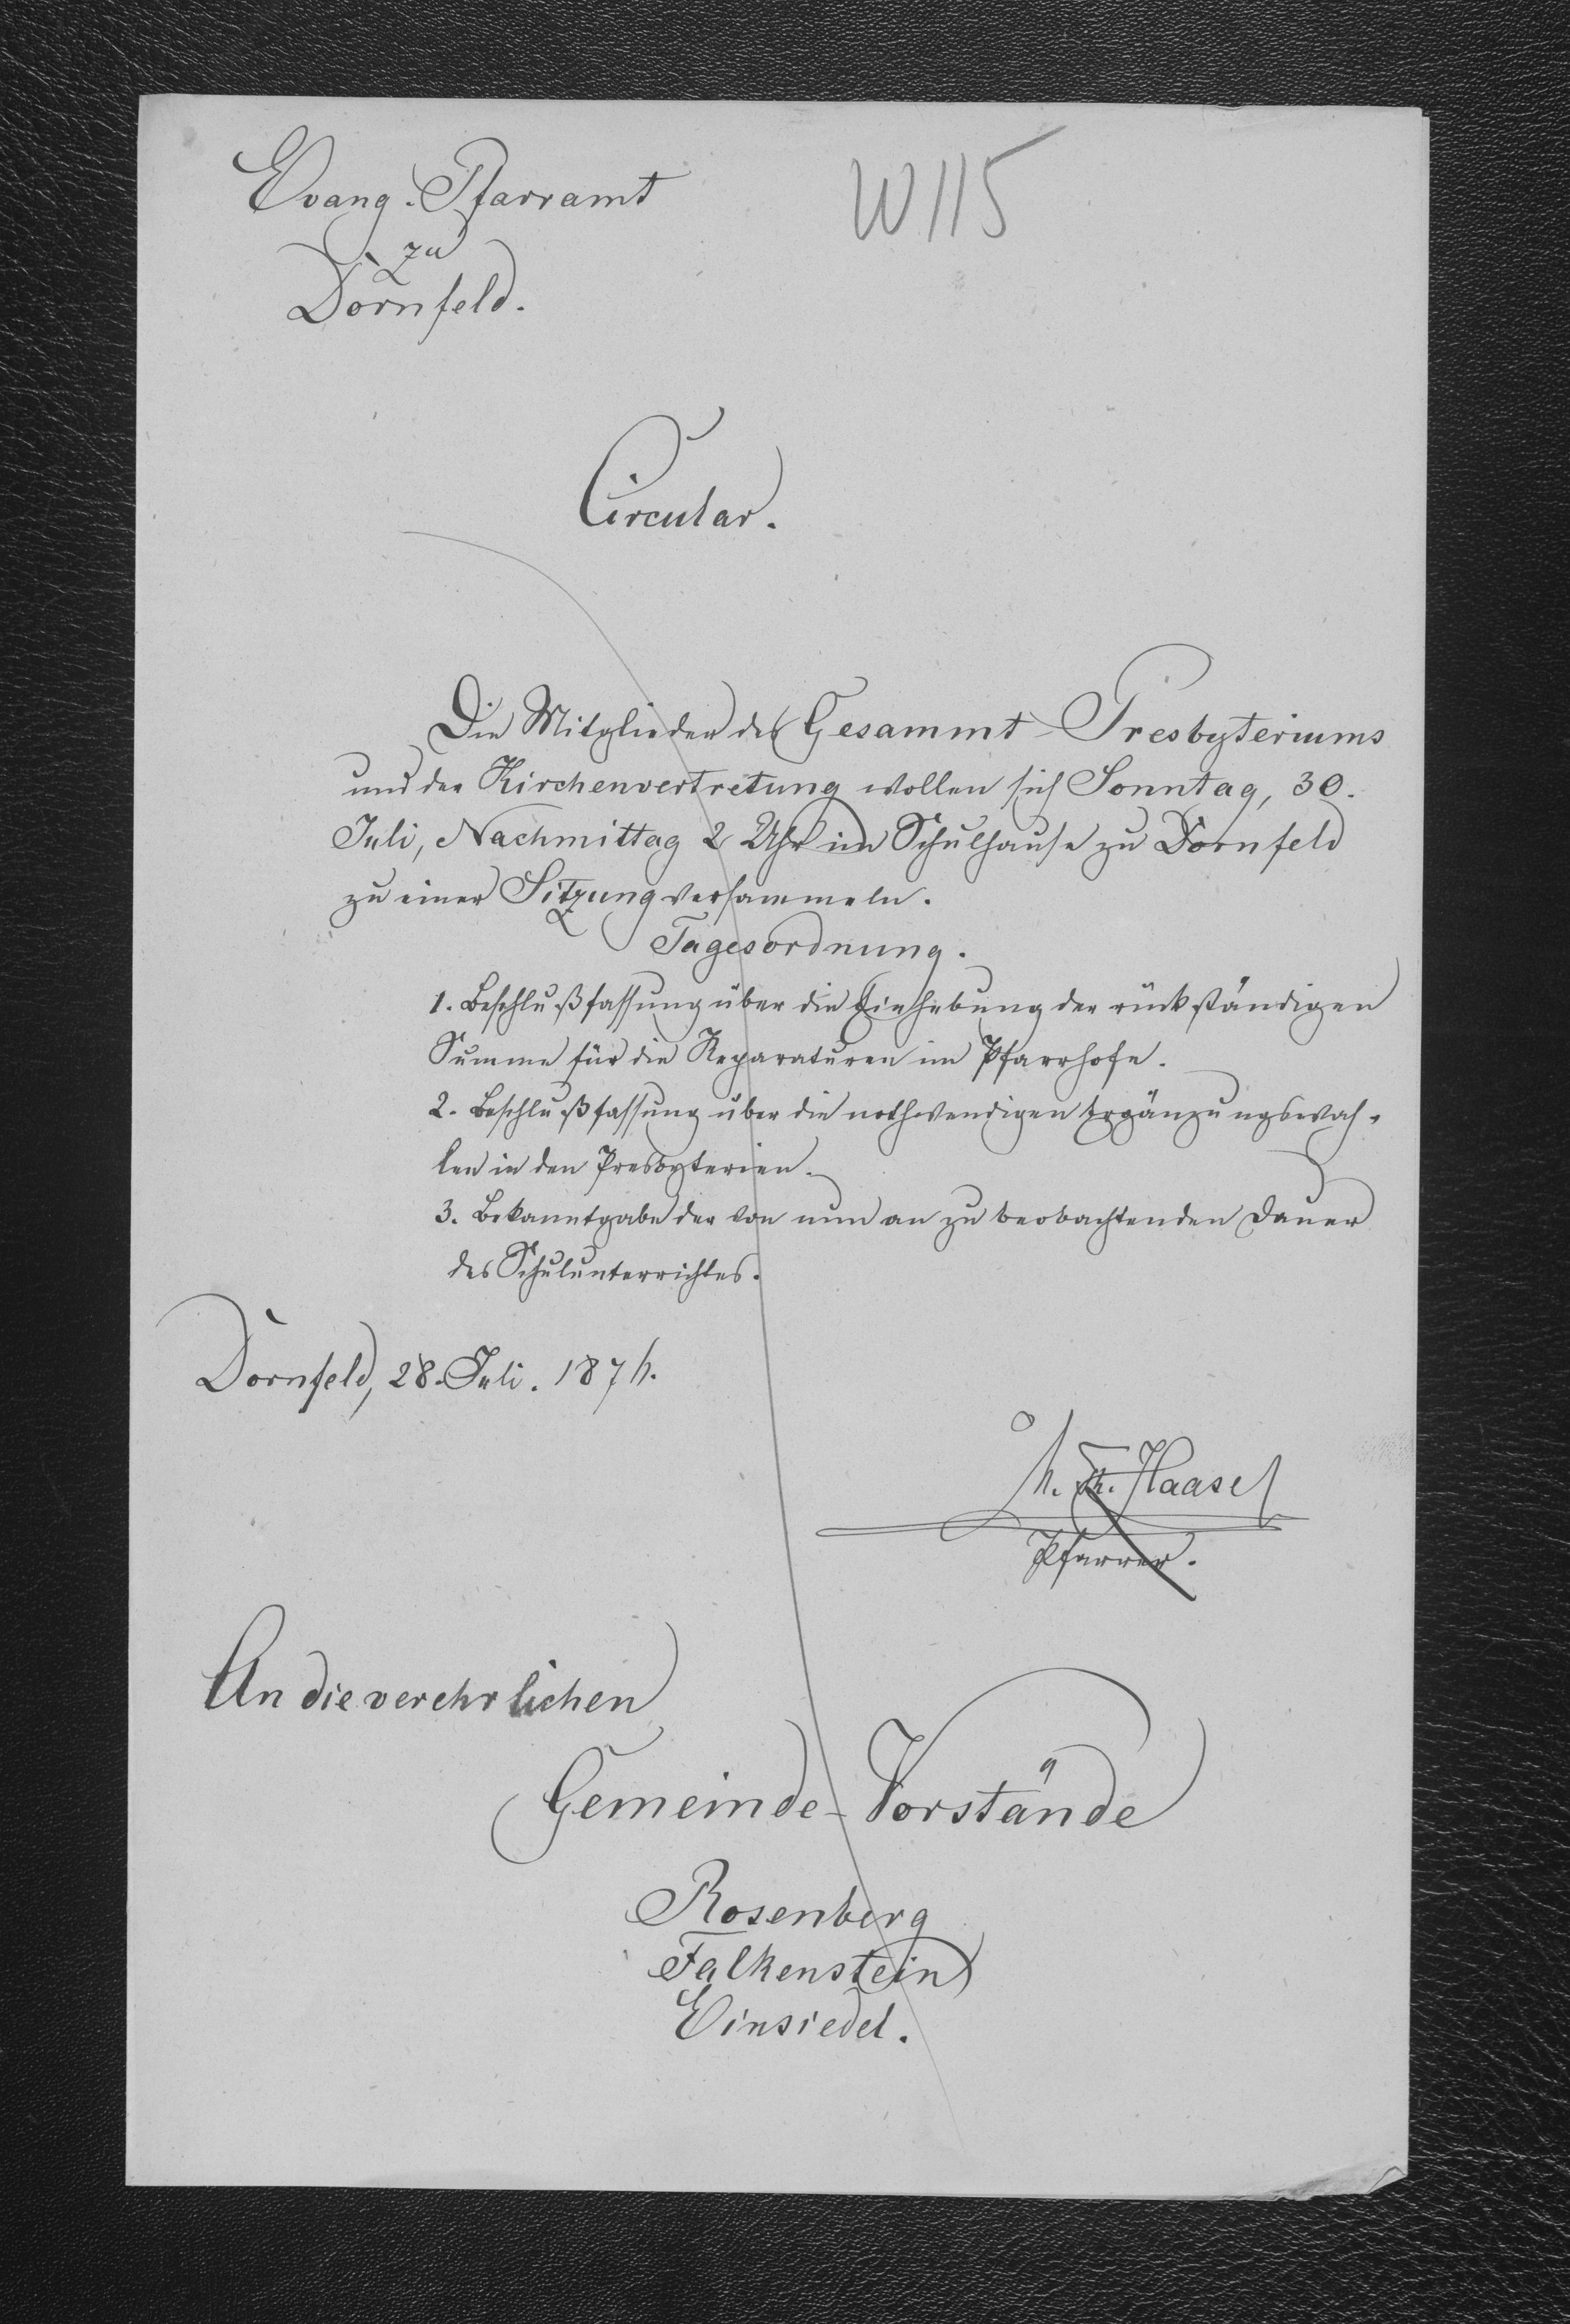 Evang. Pfarramt
W115
zu
Dornfeld.
Circular.
Die Mitglieder des Gesammt-Presbyteriums
und der Kirchenvertretung wollen sich Sonntag, 30.
Juli, Nachmittag 2 Uhr im Schulhause zu Dornfeld
zu einer Sitzung versammeln.
Tagesordnung.
1. Beschlußfassung über die Einhebung der rückständigen
Summe für die Reparaturen im Pfarrhofe.
2. Beschlußfassung über die nothwendigen Ergänzungswah-
len in den Presbyterien.
3. Bekanntgabe der von nun an zu beobachtenden Dauer
des Schulunterrichtes.
Dornfeld, 28. Juli. 1876.
Th. Haase
Pfarrer.
An die verehrlichen
Gemeinde-Vorstände
Rosenberg
Falkenstein
Einsiedel.